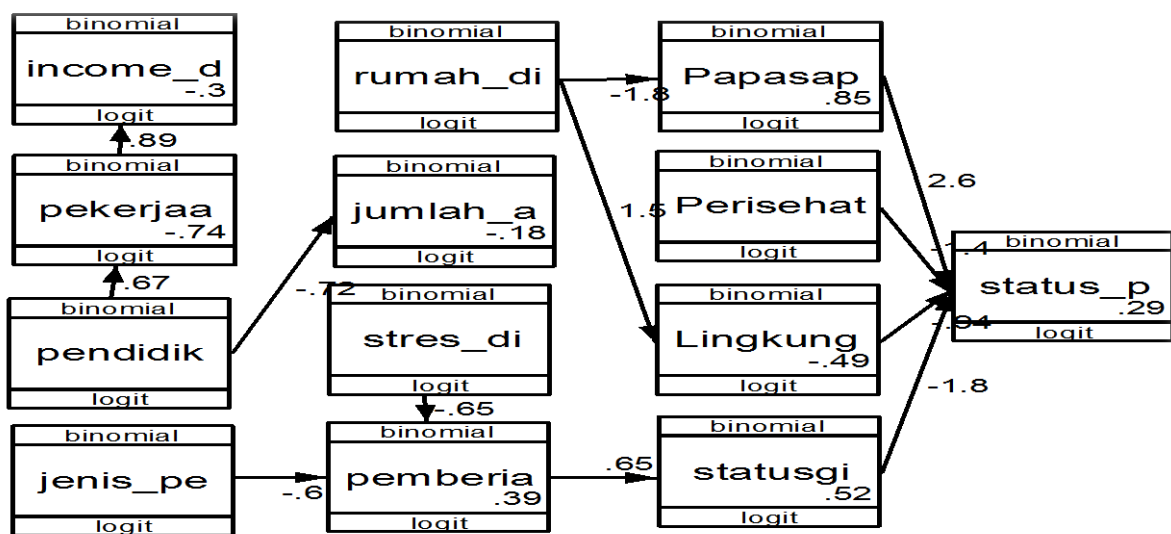 binomial
income_d
-.3
logit
.89
binomial
pekerjaa
-.74
logit
.67
binomial
pendidik
logit
binomial
jenis_pe
logit
-.6
binomial
rumah_di
logit
-1.8
1.5
binomial
jumlah_a
-.18
logit
-.72
binomial
stres_di
logit
-.65
binomial
pemberia
.39
logit
.65
binomial
Papasap
.85
logit
2.6
binomial
Perisehat
logit
-1.4
binomial
Lingkung
-.49
logit
-.94
binomial
statusgi
.52
logit
-1.8
binomial
status_p
.29
logit